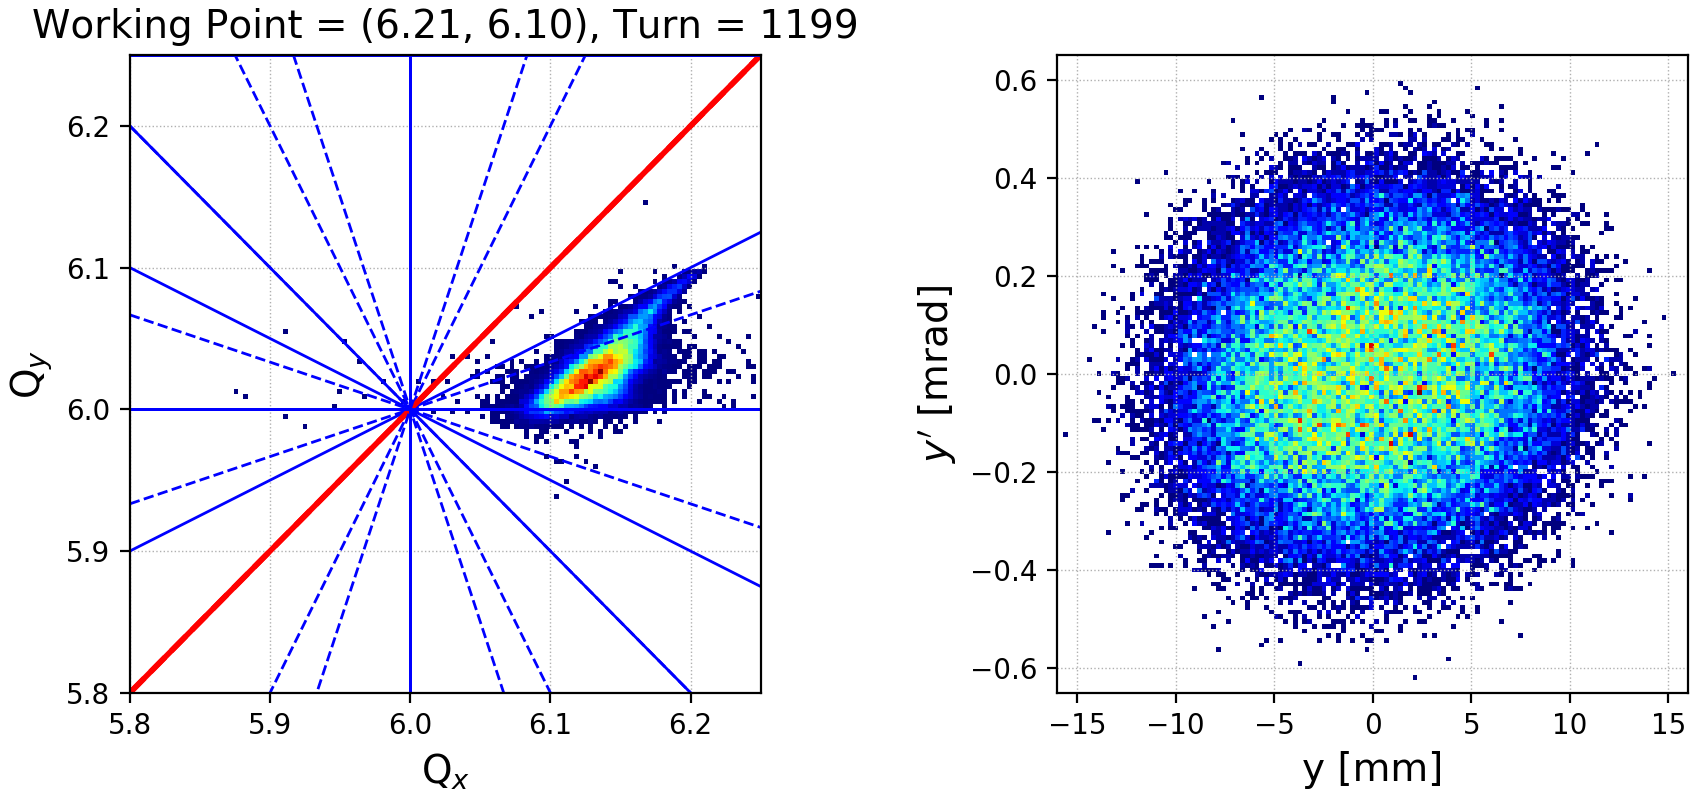 Working Point = (6.21, 6.10), Turn = 1199
6.2
6.1
6.0
5.9
5.8
Q_y
5.8 5.9 6.0 6.1 6.2
Q_x
0.6
0.4
0.2
0.0
−0.2
−0.4
−0.6
y′ [mrad]
−15 −10 −5 0 5 10 15
y [mm]